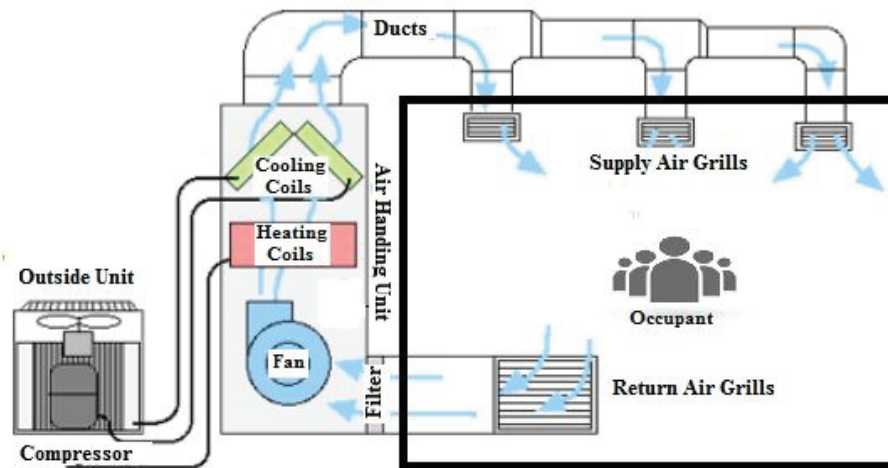 Ducts
Cooling
Coils
Supply Air Grills
Air Handing Unit
Heating
Coils
Outside Unit
Occupant
Fan
Filter
Return Air Grills
Compressor